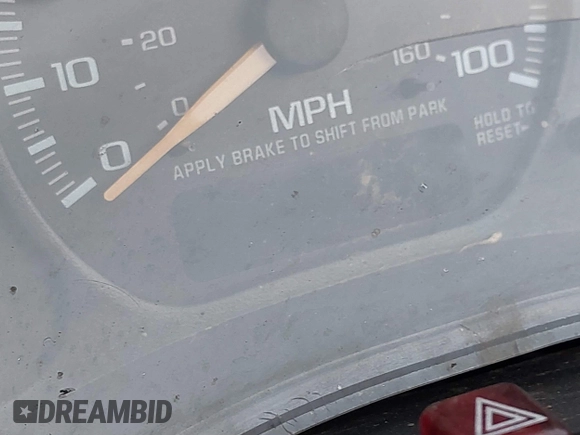 20
10
0
0
160
100
MPH
APPLY BRAKE TO SHIFT FROM PARK
HOLD TO
RESET
DREAMBID